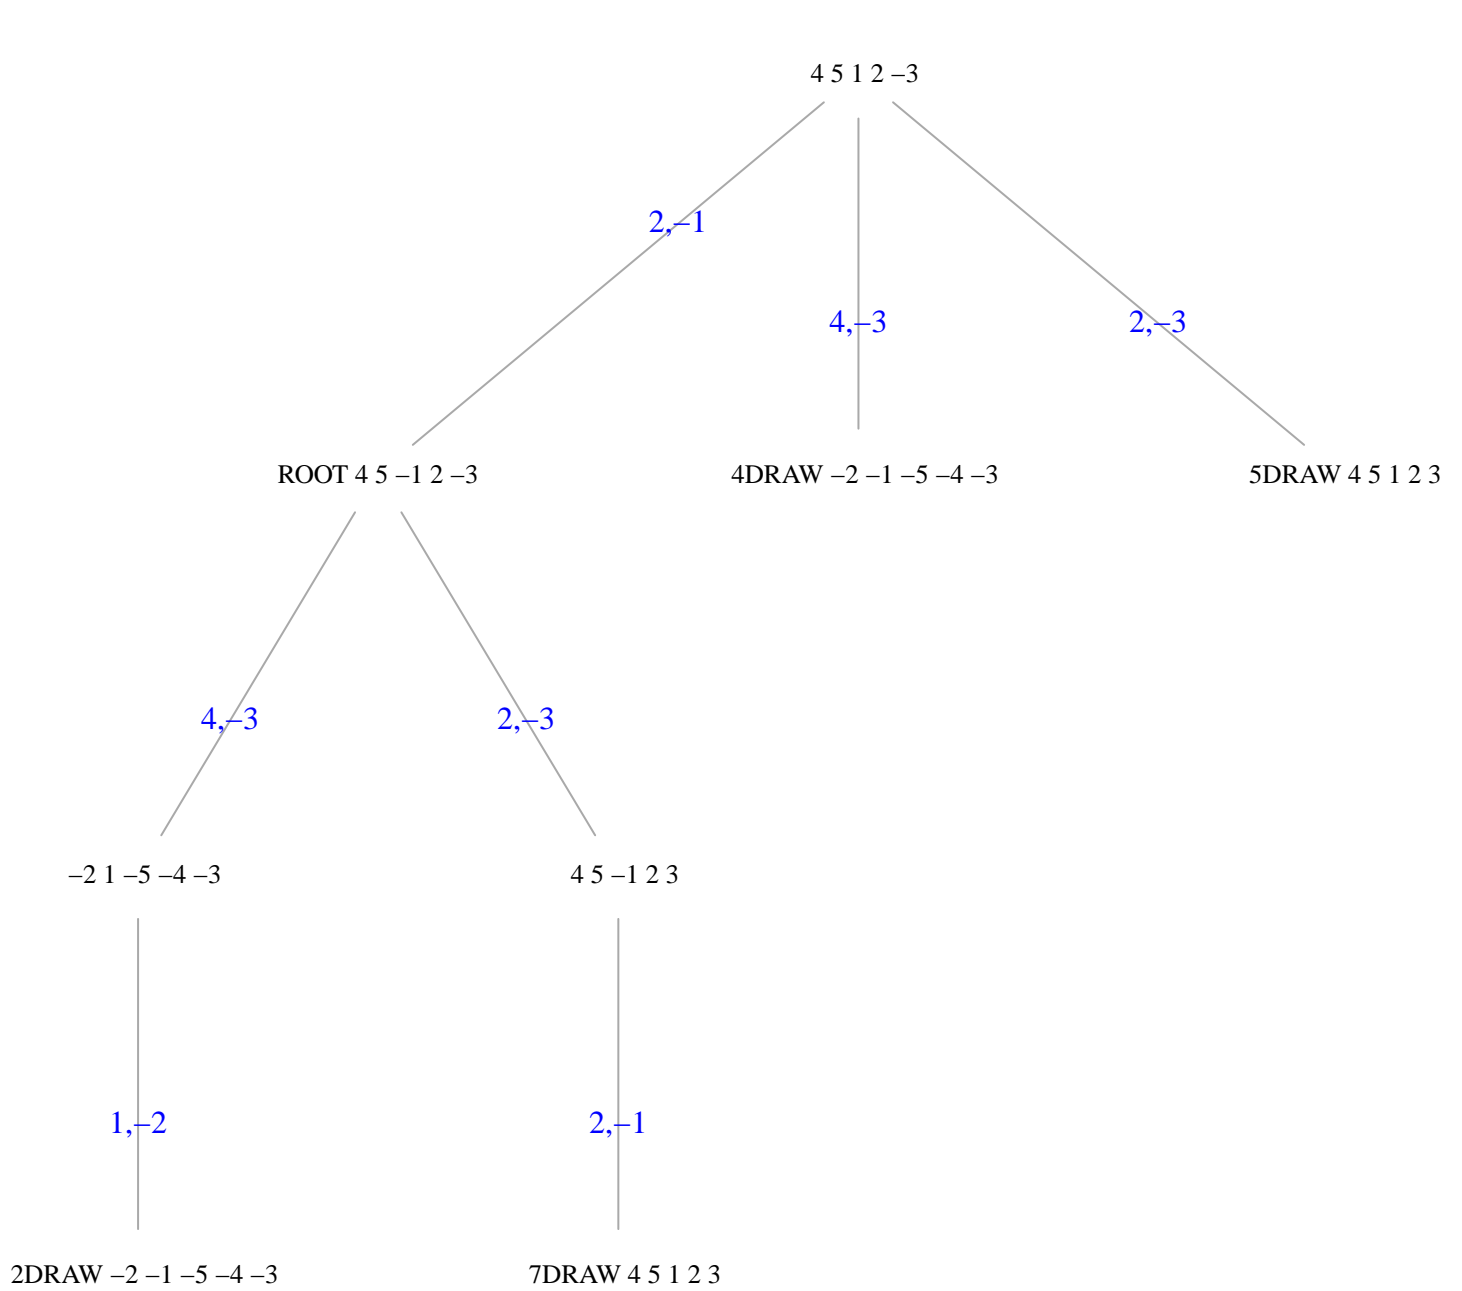 4 5 1 2 –3
2,–1
4,–3
2,–3
ROOT 4 5 –1 2 –3
4DRAW –2 –1 –5 –4 –3
5DRAW 4 5 1 2 3
4,–3
2,–3
–2 1 –5 –4 –3
4 5 –1 2 3
1,–2
2,–1
2DRAW –2 –1 –5 –4 –3
7DRAW 4 5 1 2 3